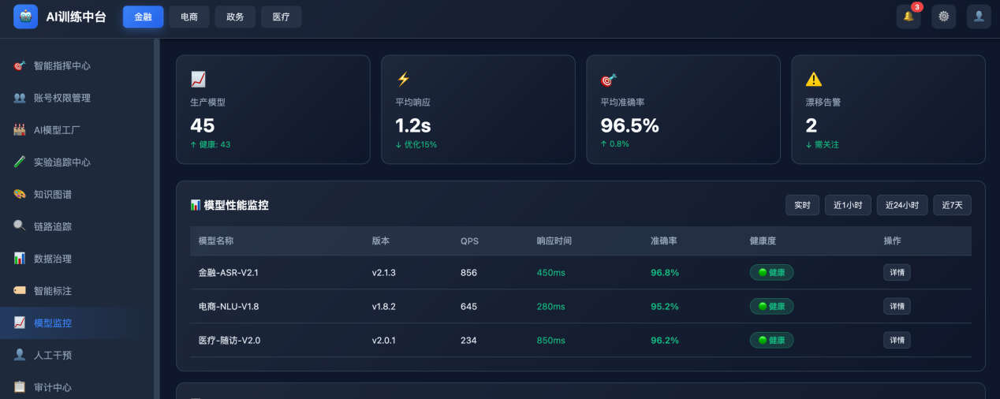 AI训练中台 金融 电商 政务 医疗 3
智能指挥中心
账号权限管理
AI模型工厂
实验追踪中心
知识图谱
链路追踪
数据治理
智能标注
模型监控
人工干预
审计中心
生产模型
45
↑ 健康: 43
平均响应
1.2s
↓ 优化15%
平均准确率
96.5%
↑ 0.8%
漂移告警
2
↓ 需关注
模型性能监控 实时 近1小时 近24小时 近7天
模型名称 版本 QPS 响应时间 准确率 健康度 操作
金融-ASR-V2.1 v2.1.3 856 450ms 96.8% 健康 详情
电商-NLU-V1.8 v1.8.2 645 280ms 95.2% 健康 详情
医疗-随访-V2.0 v2.0.1 234 850ms 96.2% 健康 详情